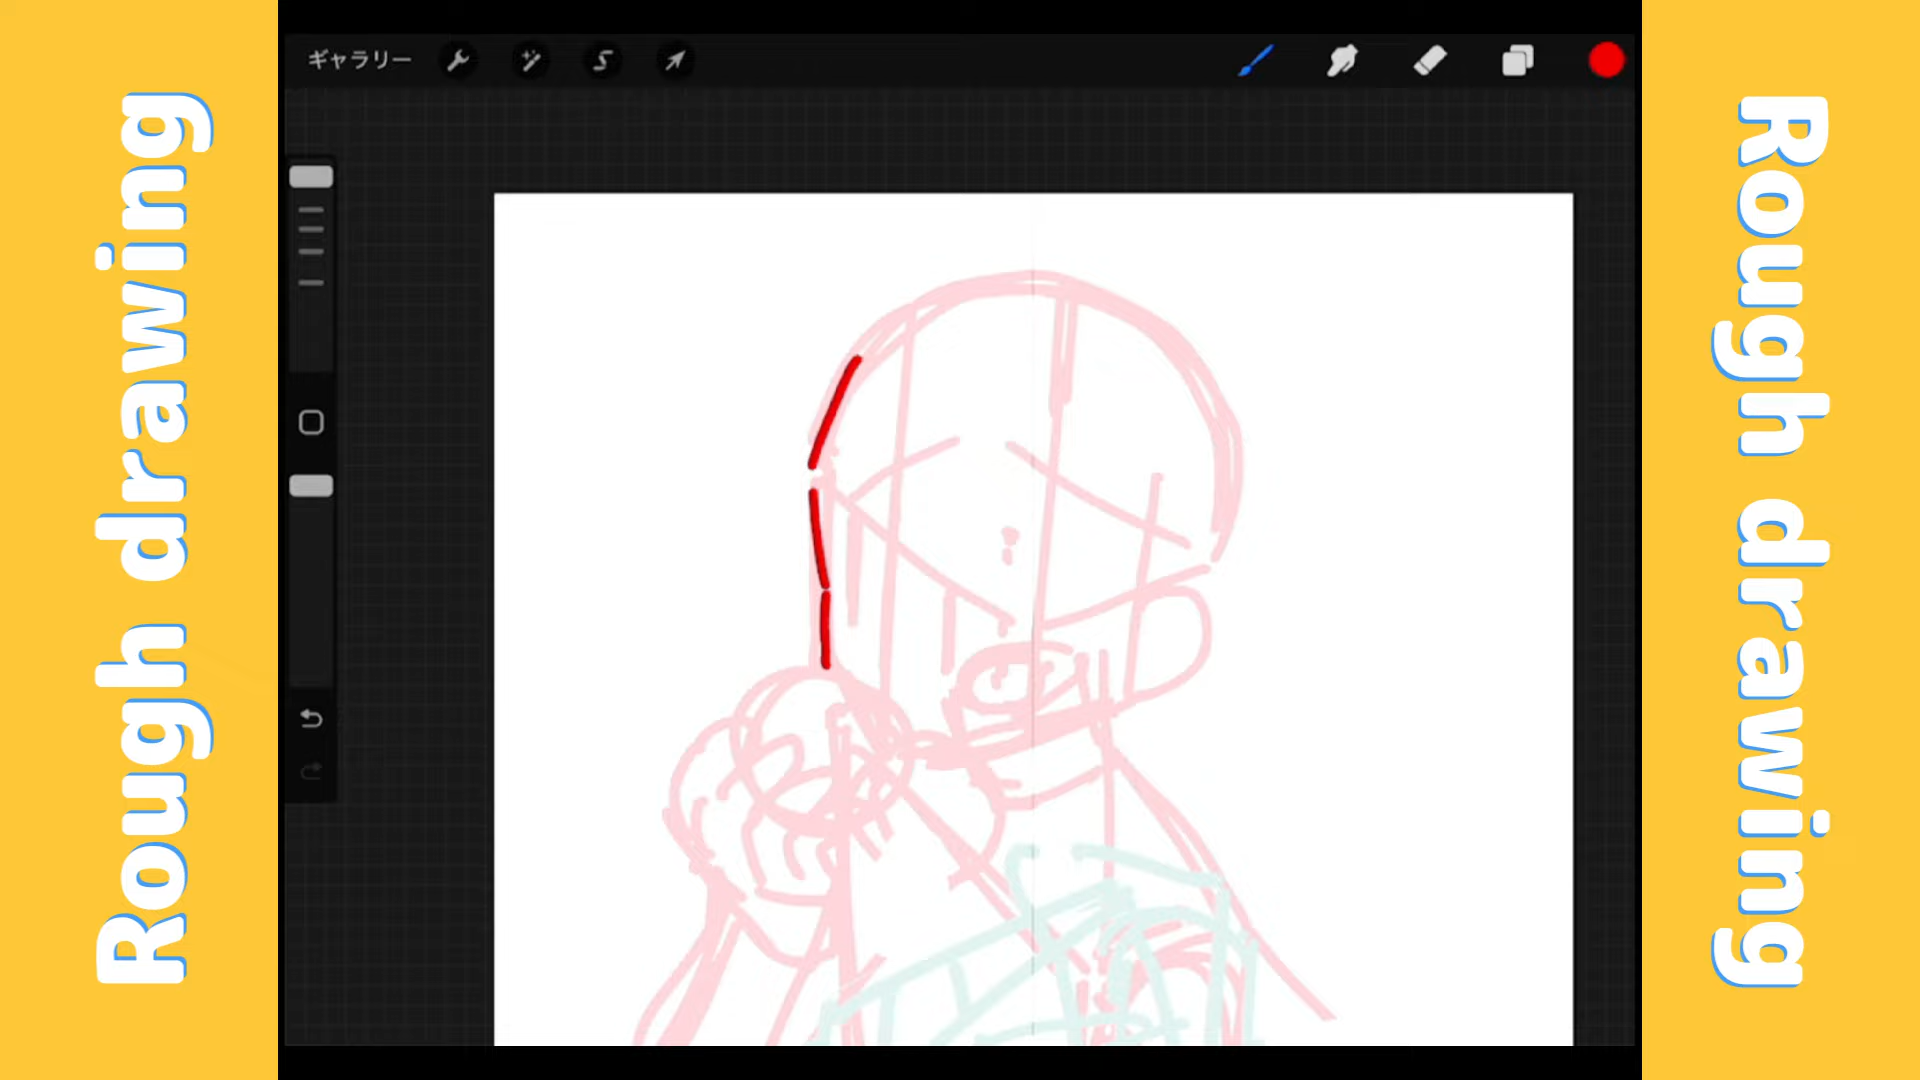 Rough drawing
ギャラリー
Rough drawing